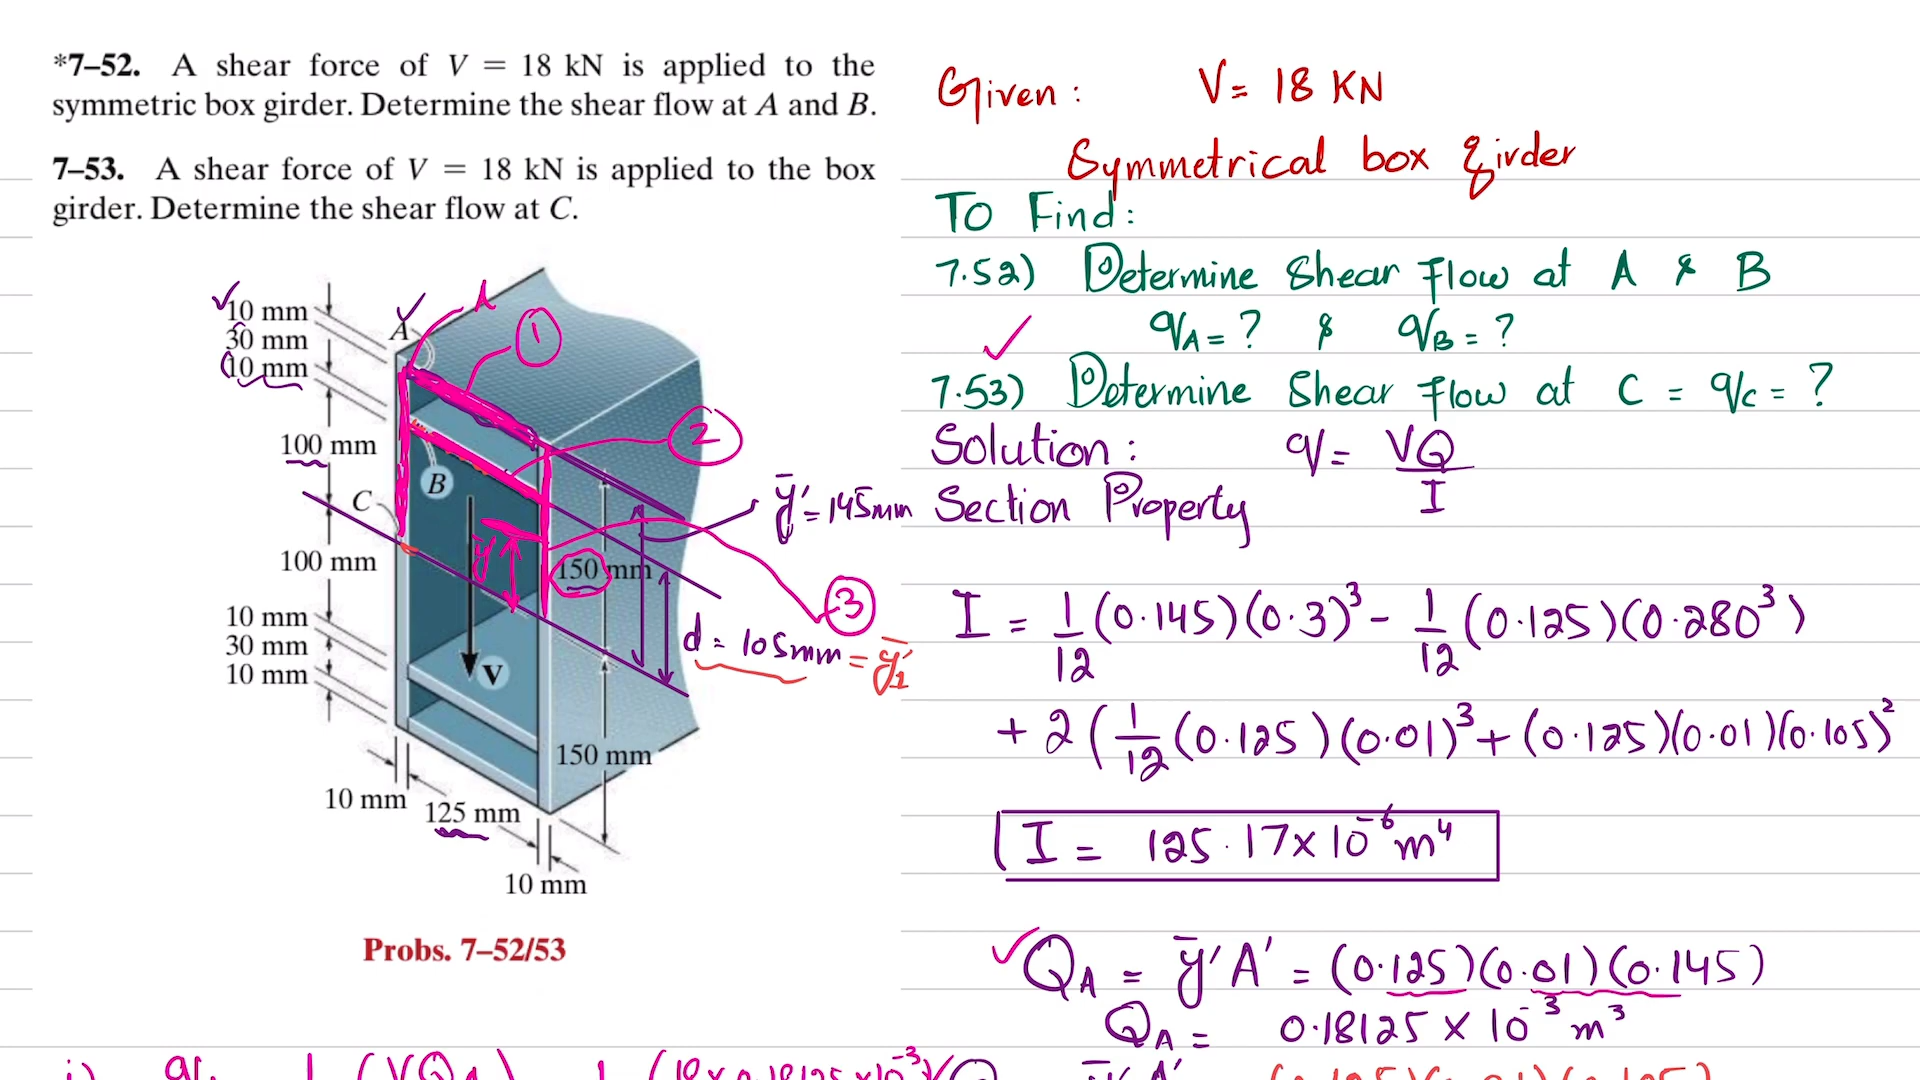 *7–52. A shear force of V = 18 kN is applied to the
symmetric box girder. Determine the shear flow at A and B.
7–53. A shear force of V = 18 kN is applied to the box
girder. Determine the shear flow at C.
10 mm
30 mm
10 mm
100 mm
100 mm
10 mm
30 mm
10 mm
10 mm
125 mm
10 mm
150 mm
150 mm
A
A
B
C
V
1
2
3
ȳ'
ȳ' = 145mm
d = 105mm = ȳ'₂
Probs. 7–52/53
Given : V = 18 KN
Symmetrical box girder
To Find :
7.52) Determine Shear Flow at A & B
qA = ? & qB = ?
7.53) Determine Shear Flow at C = qc = ?
Solution : q = VQ/I
Section Property
I = 1/12 (0.145)(0.3)³ - 1/12 (0.125)(0.280³)
+ 2 ( 1/12 (0.125)(0.01)³ + (0.125)(0.01)(0.105)²
I = 125.17 x 10⁻⁶ m⁴
QA = ȳ' A' = (0.125)(0.01)(0.145)
QA = 0.18125 x 10⁻³ m³